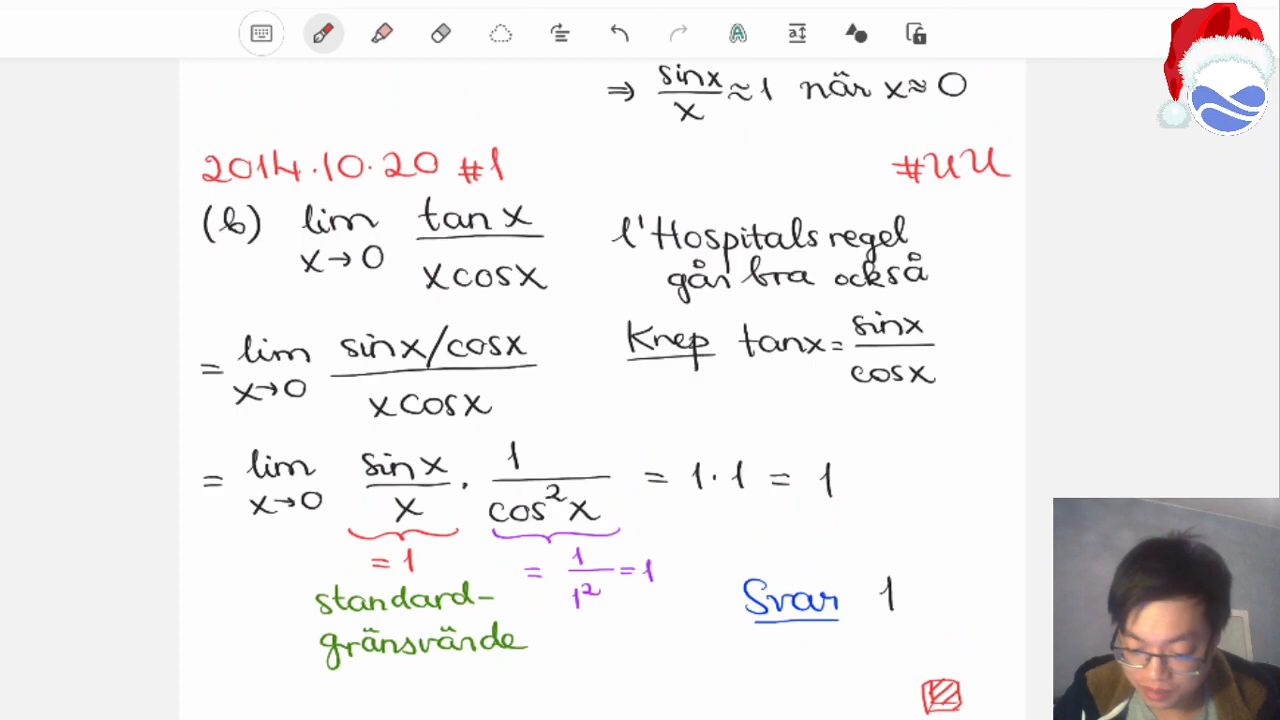 ⇒ sinx/x ≈ 1 när x ≈ 0
2014.10.20 #1
#UU
(b) lim x→0 tanx / xcosx
l'Hospitals regel
går bra också
= lim x→0 sinx/cosx / xcosx
Knep tanx = sinx/cosx
= lim x→0 sinx/x · 1/cos²x = 1·1 = 1
= 1
= 1/1² = 1
standard-
gränsvärde
Svar 1